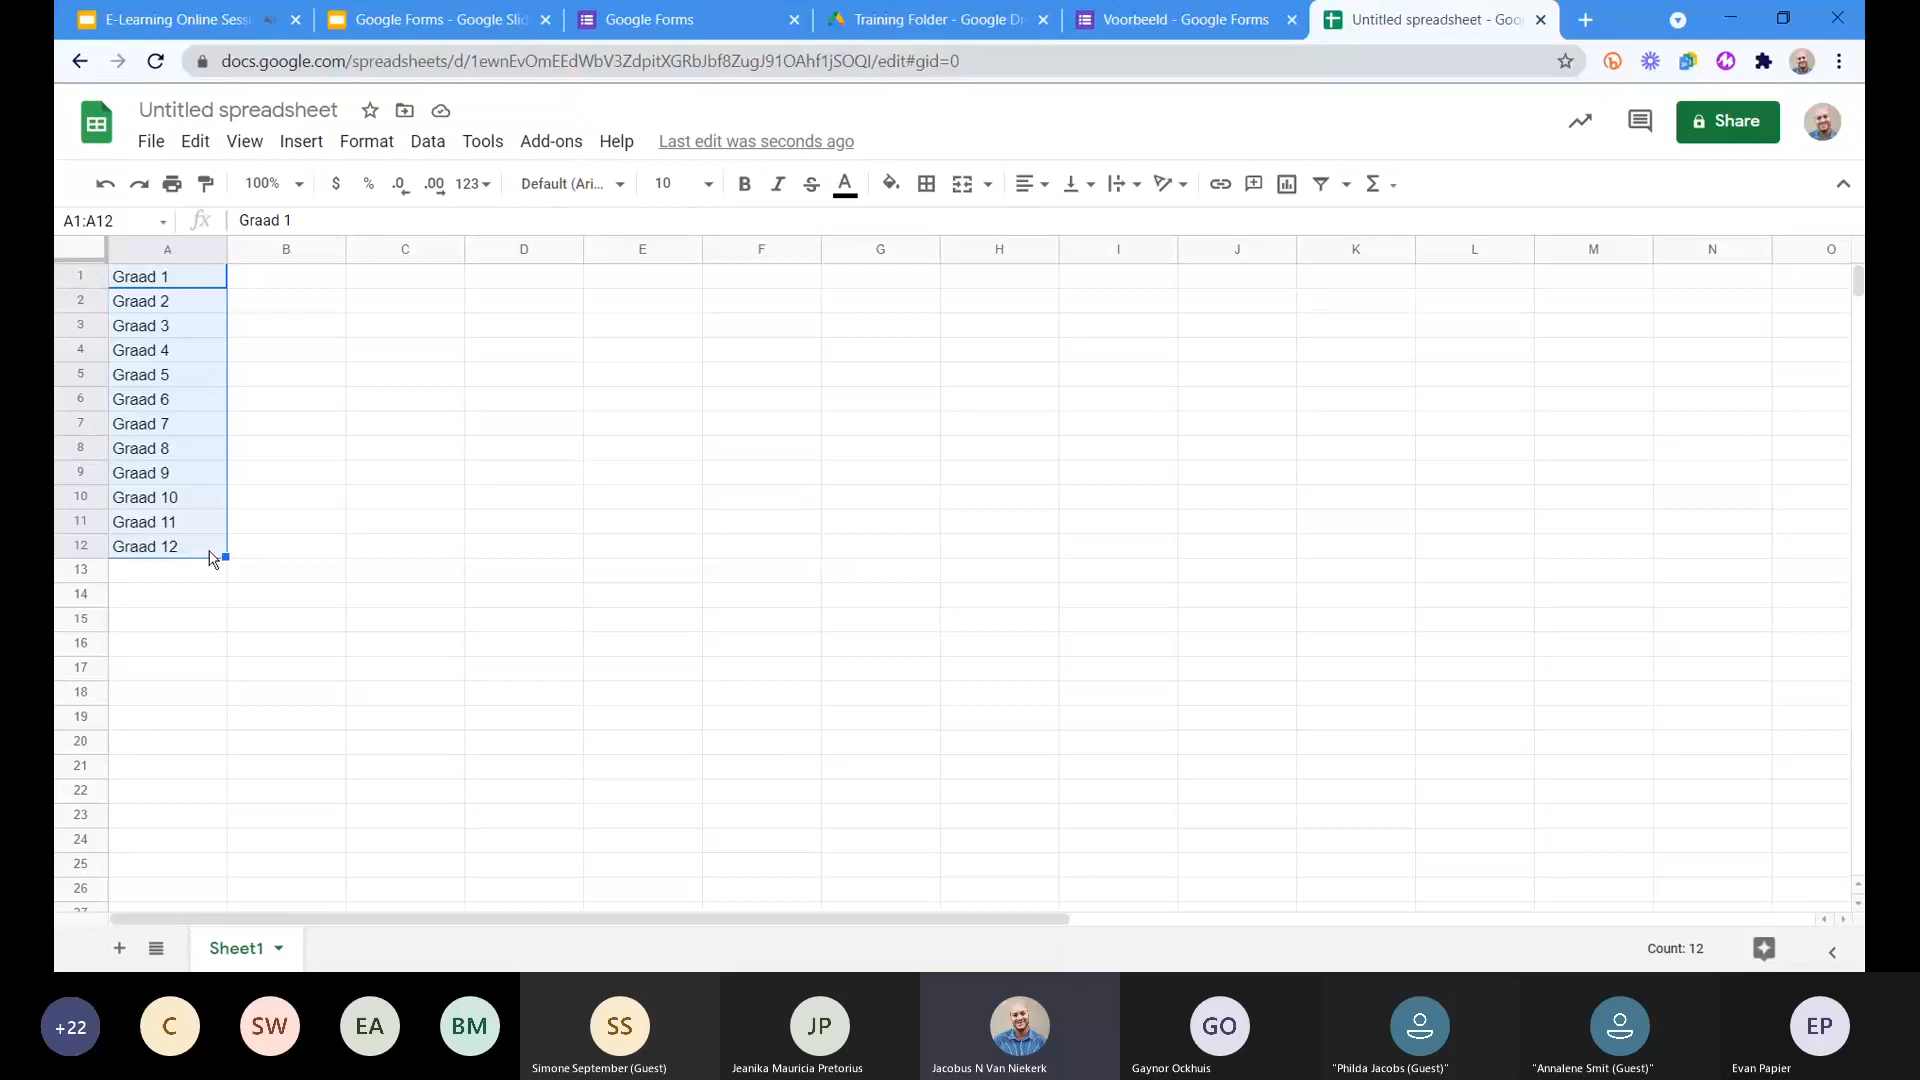 E-Learning Online Sess
Google Forms - Google Slid
Google Forms
Training Folder - Google Dr
Voorbeeld - Google Forms
Untitled spreadsheet - Goo
docs.google.com/spreadsheets/d/1ewnEvOmEEdWbV3ZdpitXGRbJbf8ZugJ91OAhf1jSOQI/edit#gid=0
Untitled spreadsheet
Share
File Edit View Insert Format Data Tools Add-ons Help Last edit was seconds ago
100% $ % .0 .00 123 Default (Ari... 10 B I S A Σ
A1:A12 fx Graad 1
A B C D E F G H I J K L M N O
1 Graad 1
2 Graad 2
3 Graad 3
4 Graad 4
5 Graad 5
6 Graad 6
7 Graad 7
8 Graad 8
9 Graad 9
10 Graad 10
11 Graad 11
12 Graad 12
13
14
15
16
17
18
19
20
21
22
23
24
25
26
27
Sheet1 Count: 12
+22 C SW EA BM SS JP GO EP
Simone September (Guest) Jeanika Mauricia Pretorius Jacobus N Van Niekerk Gaynor Ockhuis "Philda Jacobs (Guest)" "Annalene Smit (Guest)" Evan Papier